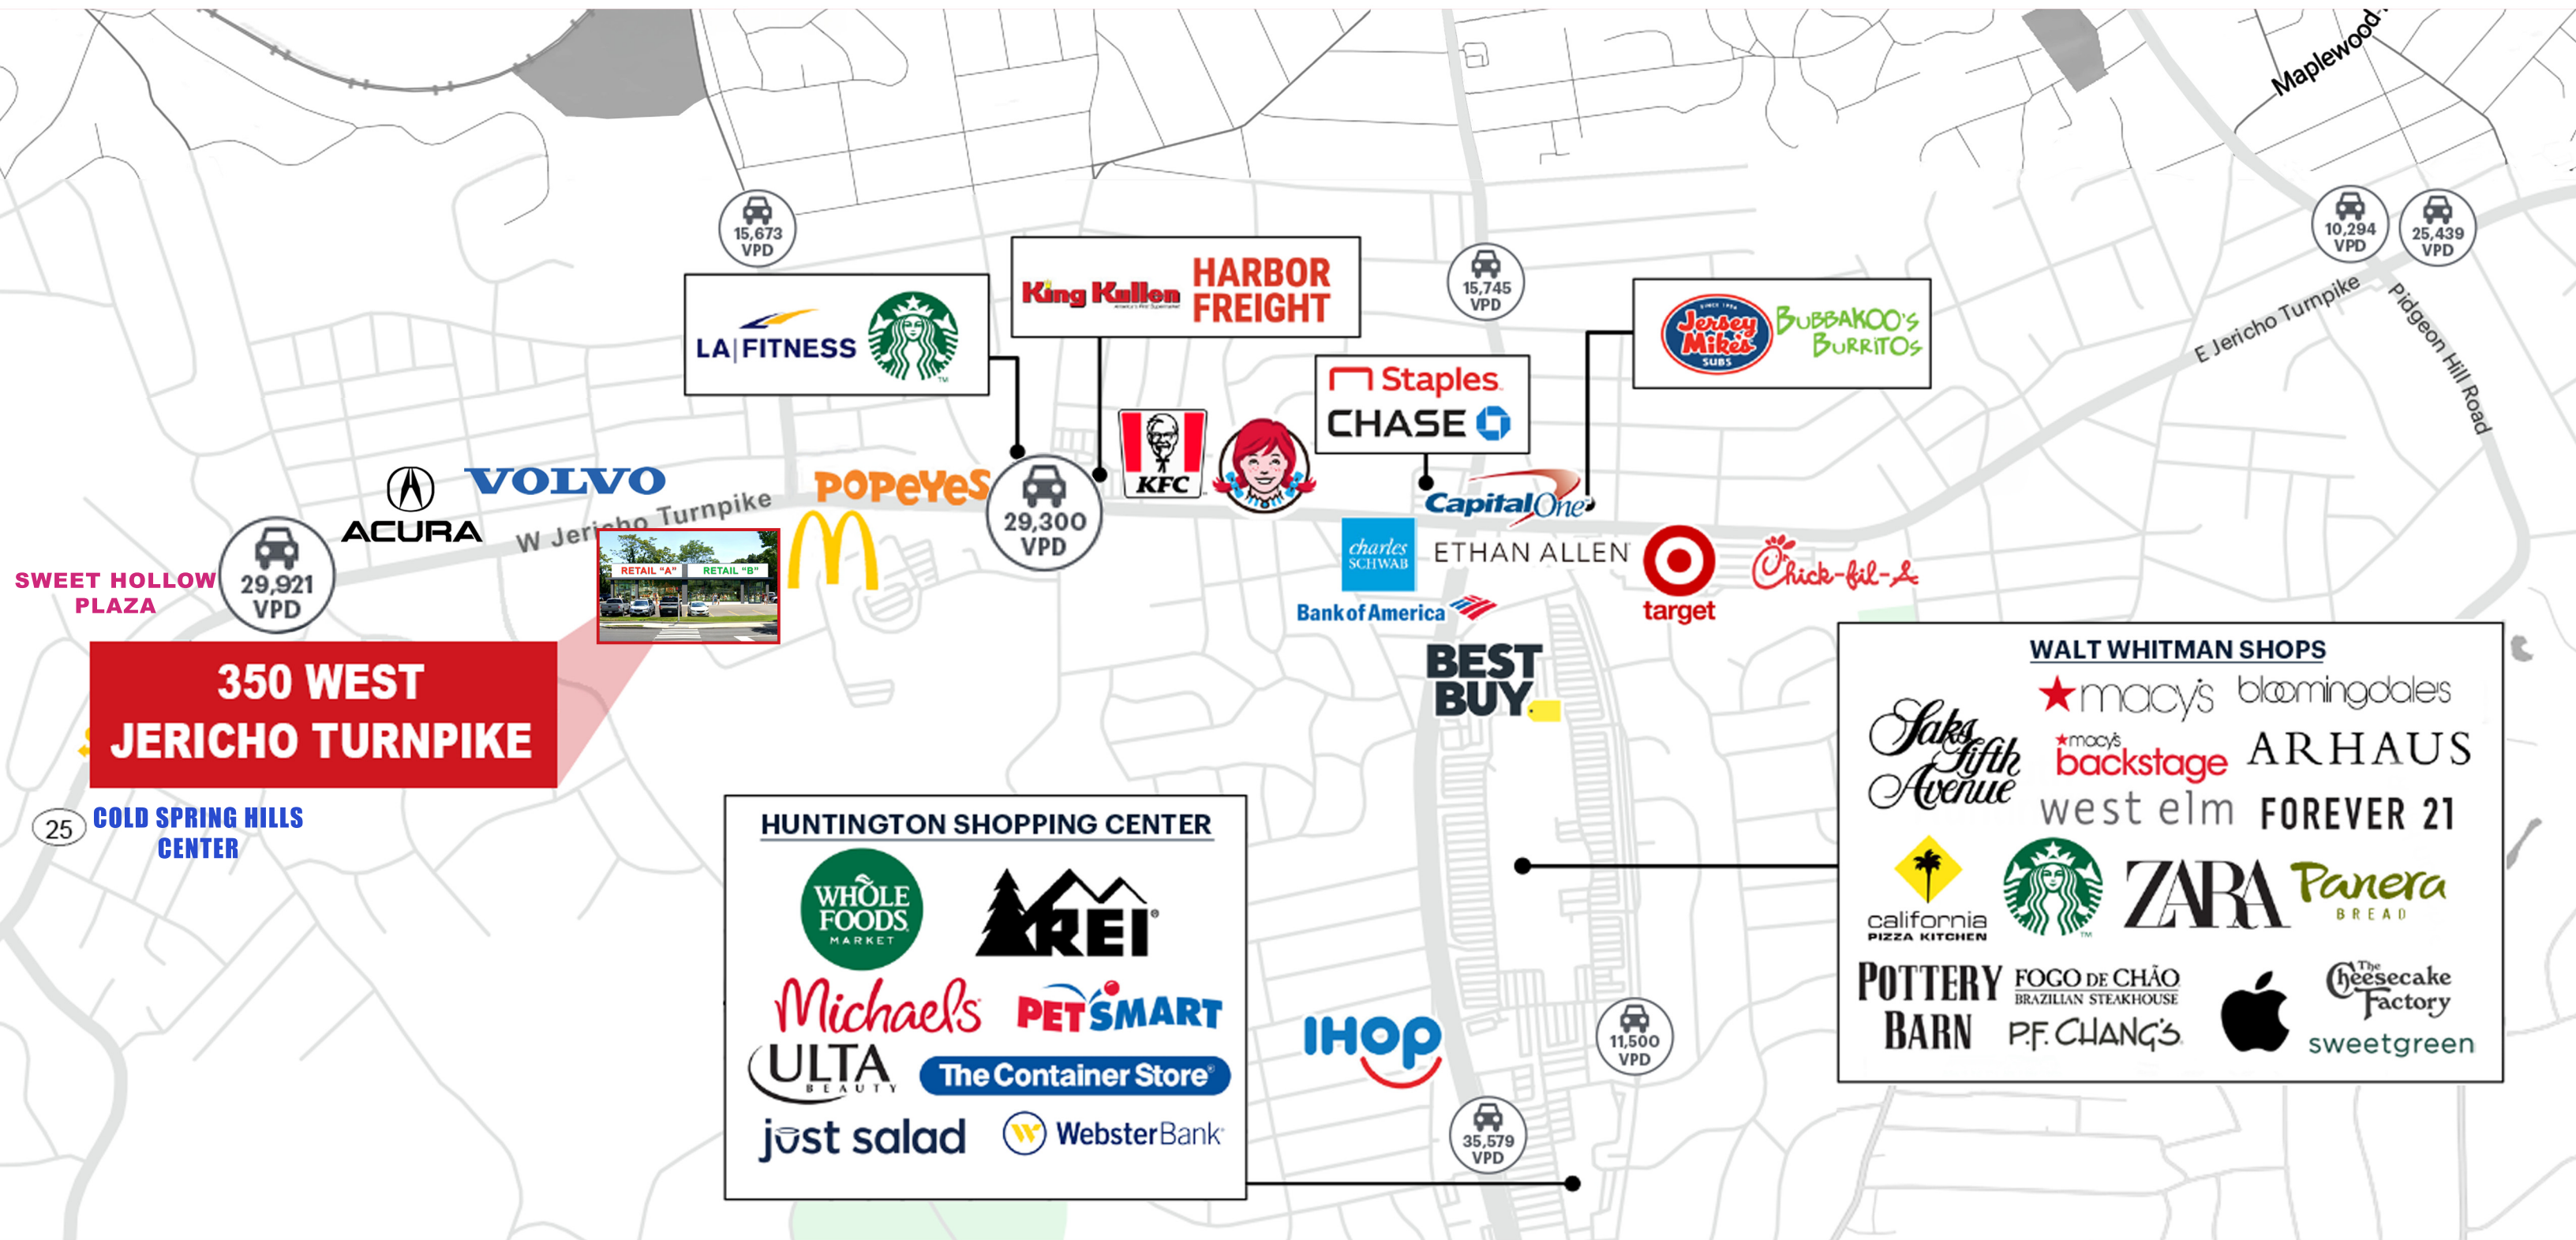 Maplewood
15,673
VPD
10,294
VPD
25,439
VPD
15,745
VPD
E Jericho Turnpike
Pidgeon Hill Road
LA|FITNESS
King Kullen
HARBOR
FREIGHT
Jersey
Mike's
SUBS
BUBBAKOO'S
BURRITOS
Staples
CHASE
KFC
CapitalOne
POPEYES
29,300
VPD
VOLVO
ACURA
W Jericho Turnpike
RETAIL "A"
RETAIL "B"
29,921
VPD
SWEET HOLLOW
PLAZA
350 WEST
JERICHO TURNPIKE
25
COLD SPRING HILLS
CENTER
charles
SCHWAB
ETHAN ALLEN
Bank of America
target
Chick-fil-A
BEST
BUY
HUNTINGTON SHOPPING CENTER
WHOLE
FOODS
MARKET
REI
Michaels
PETSMART
ULTA
BEAUTY
The Container Store
just salad
WebsterBank
IHOP
11,500
VPD
35,579
VPD
WALT WHITMAN SHOPS
Saks
fifth
Avenue
macy's
bloomingdale's
macy's
backstage
ARHAUS
west elm
FOREVER 21
california
PIZZA KITCHEN
ZARA
Panera
BREAD
POTTERY
BARN
FOGO DE CHÃO
BRAZILIAN STEAKHOUSE
P.F. CHANG'S
The
Cheesecake
Factory
sweetgreen